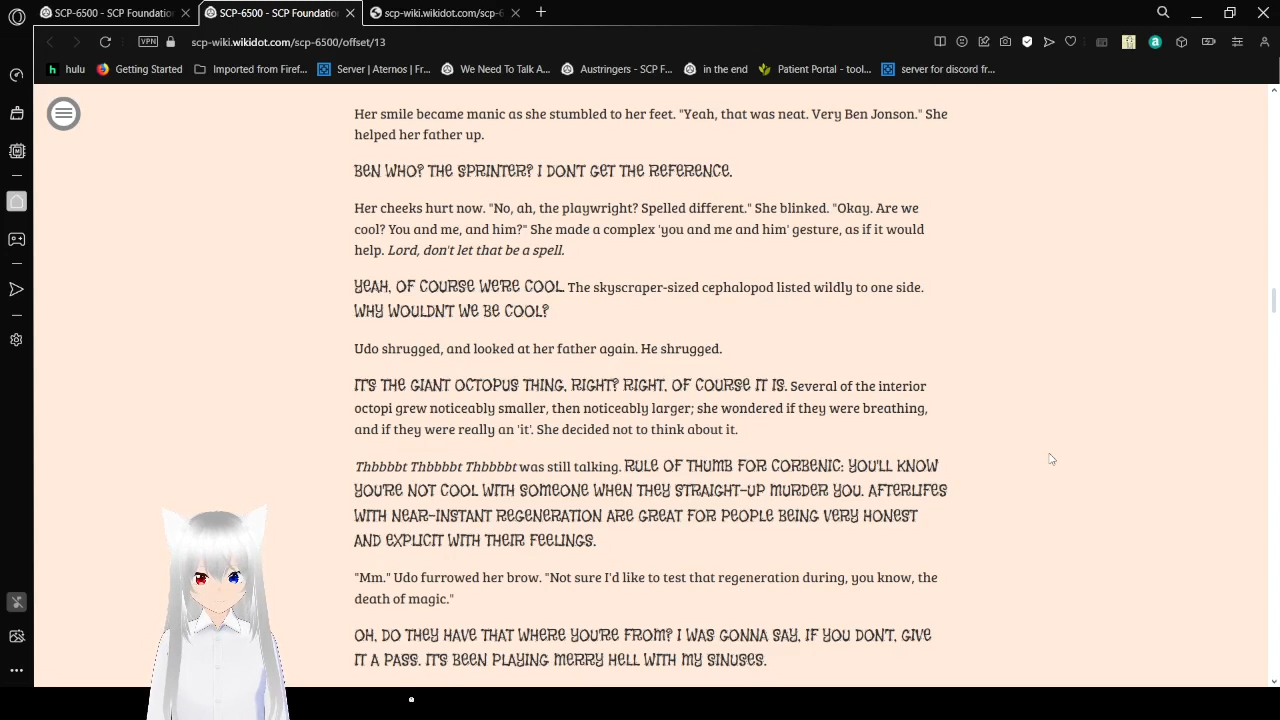 SCP-6500 - SCP Foundation
SCP-6500 - SCP Foundation
scp-wiki.wikidot.com/scp-6
VPN
scp-wiki.wikidot.com/scp-6500/offset/13
hulu
Getting Started
Imported from Firef...
Server | Aternos | Fr...
We Need To Talk A...
Austringers - SCP F...
in the end
Patient Portal - tool...
server for discord fr...
Her smile became manic as she stumbled to her feet. "Yeah, that was neat. Very Ben Jonson." She
helped her father up.
BEN WHO? THE SPRINTER? I DON'T GET THE REFERENCE.
Her cheeks hurt now. "No, ah, the playwright? Spelled different." She blinked. "Okay. Are we
cool? You and me, and him?" She made a complex 'you and me and him' gesture, as if it would
help. Lord, don't let that be a spell.
YEAH, OF COURSE WE'RE COOL. The skyscraper-sized cephalopod listed wildly to one side.
WHY WOULDN'T WE BE COOL?
Udo shrugged, and looked at her father again. He shrugged.
IT'S THE GIANT OCTOPUS THING, RIGHT? RIGHT, OF COURSE IT IS. Several of the interior
octopi grew noticeably smaller, then noticeably larger; she wondered if they were breathing,
and if they were really an 'it'. She decided not to think about it.
Thbbbbt Thbbbbt Thbbbbt was still talking. RULE OF THUMB FOR CORBENIC: YOU'LL KNOW
YOU'RE NOT COOL WITH SOMEONE WHEN THEY STRAIGHT-UP MURDER YOU. AFTERLIFES
WITH NEAR-INSTANT REGENERATION ARE GREAT FOR PEOPLE BEING VERY HONEST
AND EXPLICIT WITH THEIR FEELINGS.
"Mm." Udo furrowed her brow. "Not sure I'd like to test that regeneration during, you know, the
death of magic."
OH, DO THEY HAVE THAT WHERE YOU'RE FROM? I WAS GONNA SAY, IF YOU DON'T, GIVE
IT A PASS. IT'S BEEN PLAYING MERRY HELL WITH MY SINUSES.